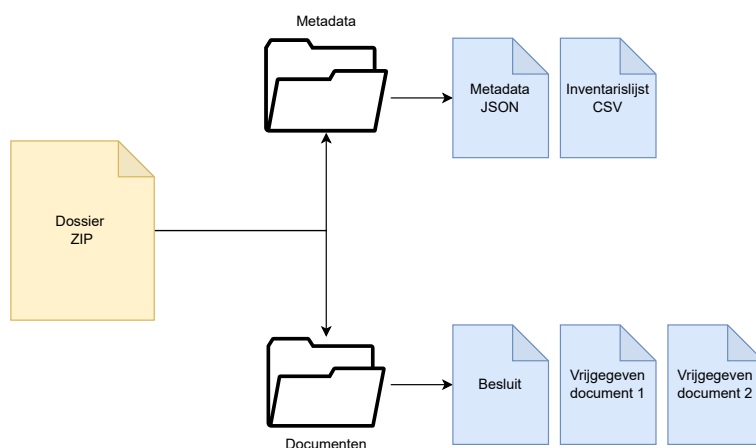 Metadata
Metadata
JSON
Inventarislijst
CSV
Dossier
ZIP
Besluit
Vrijgegeven
document 1
Vrijgegeven
document 2
Documenten